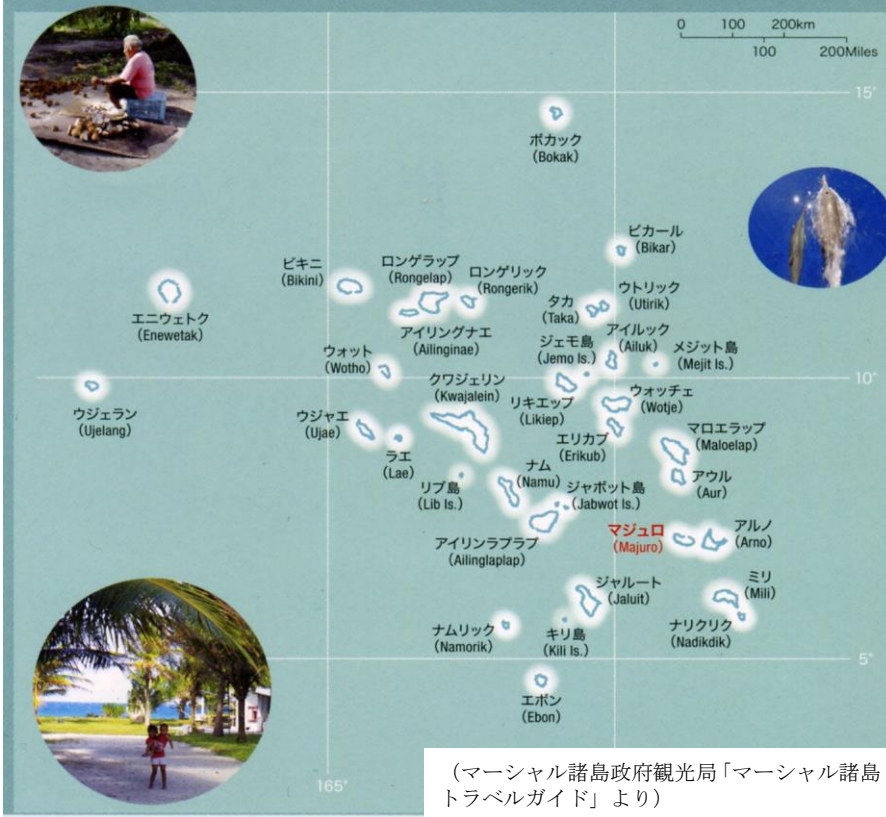 0 100 200km
100 200Miles
15°
ボカック
(Bokak)
ビカール
(Bikar)
ビキニ
(Bikini)
ロンゲラップ
(Rongelap)
ロンゲリック
(Rongerik)
エニウェトク
(Enewetak)
アイリングナエ
(Ailinginae)
タカ
(Taka)
ウトリック
(Utirik)
アイルック
(Ailuk)
ジェモ島
(Jemo Is.)
メジット島
(Mejit Is.)
ウォット
(Wotho)
10°
ウジェラン
(Ujelang)
クワジェリン
(Kwajalein)
リキエップ
(Likiep)
ウォッチェ
(Wotje)
ウジャエ
(Ujae)
ラエ
(Lae)
エリカブ
(Erikub)
マロエラップ
(Maloelap)
アウル
(Aur)
リブ島
(Lib Is.)
ナム
(Namu)
ジャボット島
(Jabwot Is.)
アイリンラプラプ
(Ailinglaplap)
マジュロ
(Majuro)
アルノ
(Arno)
ジャルート
(Jaluit)
ミリ
(Mili)
ナムリック
(Namorik)
キリ島
(Kili Is.)
ナリクリク
(Nadikdik)
5°
エボン
(Ebon)
165°
(マーシャル諸島政府観光局「マーシャル諸島
トラベルガイド」より)